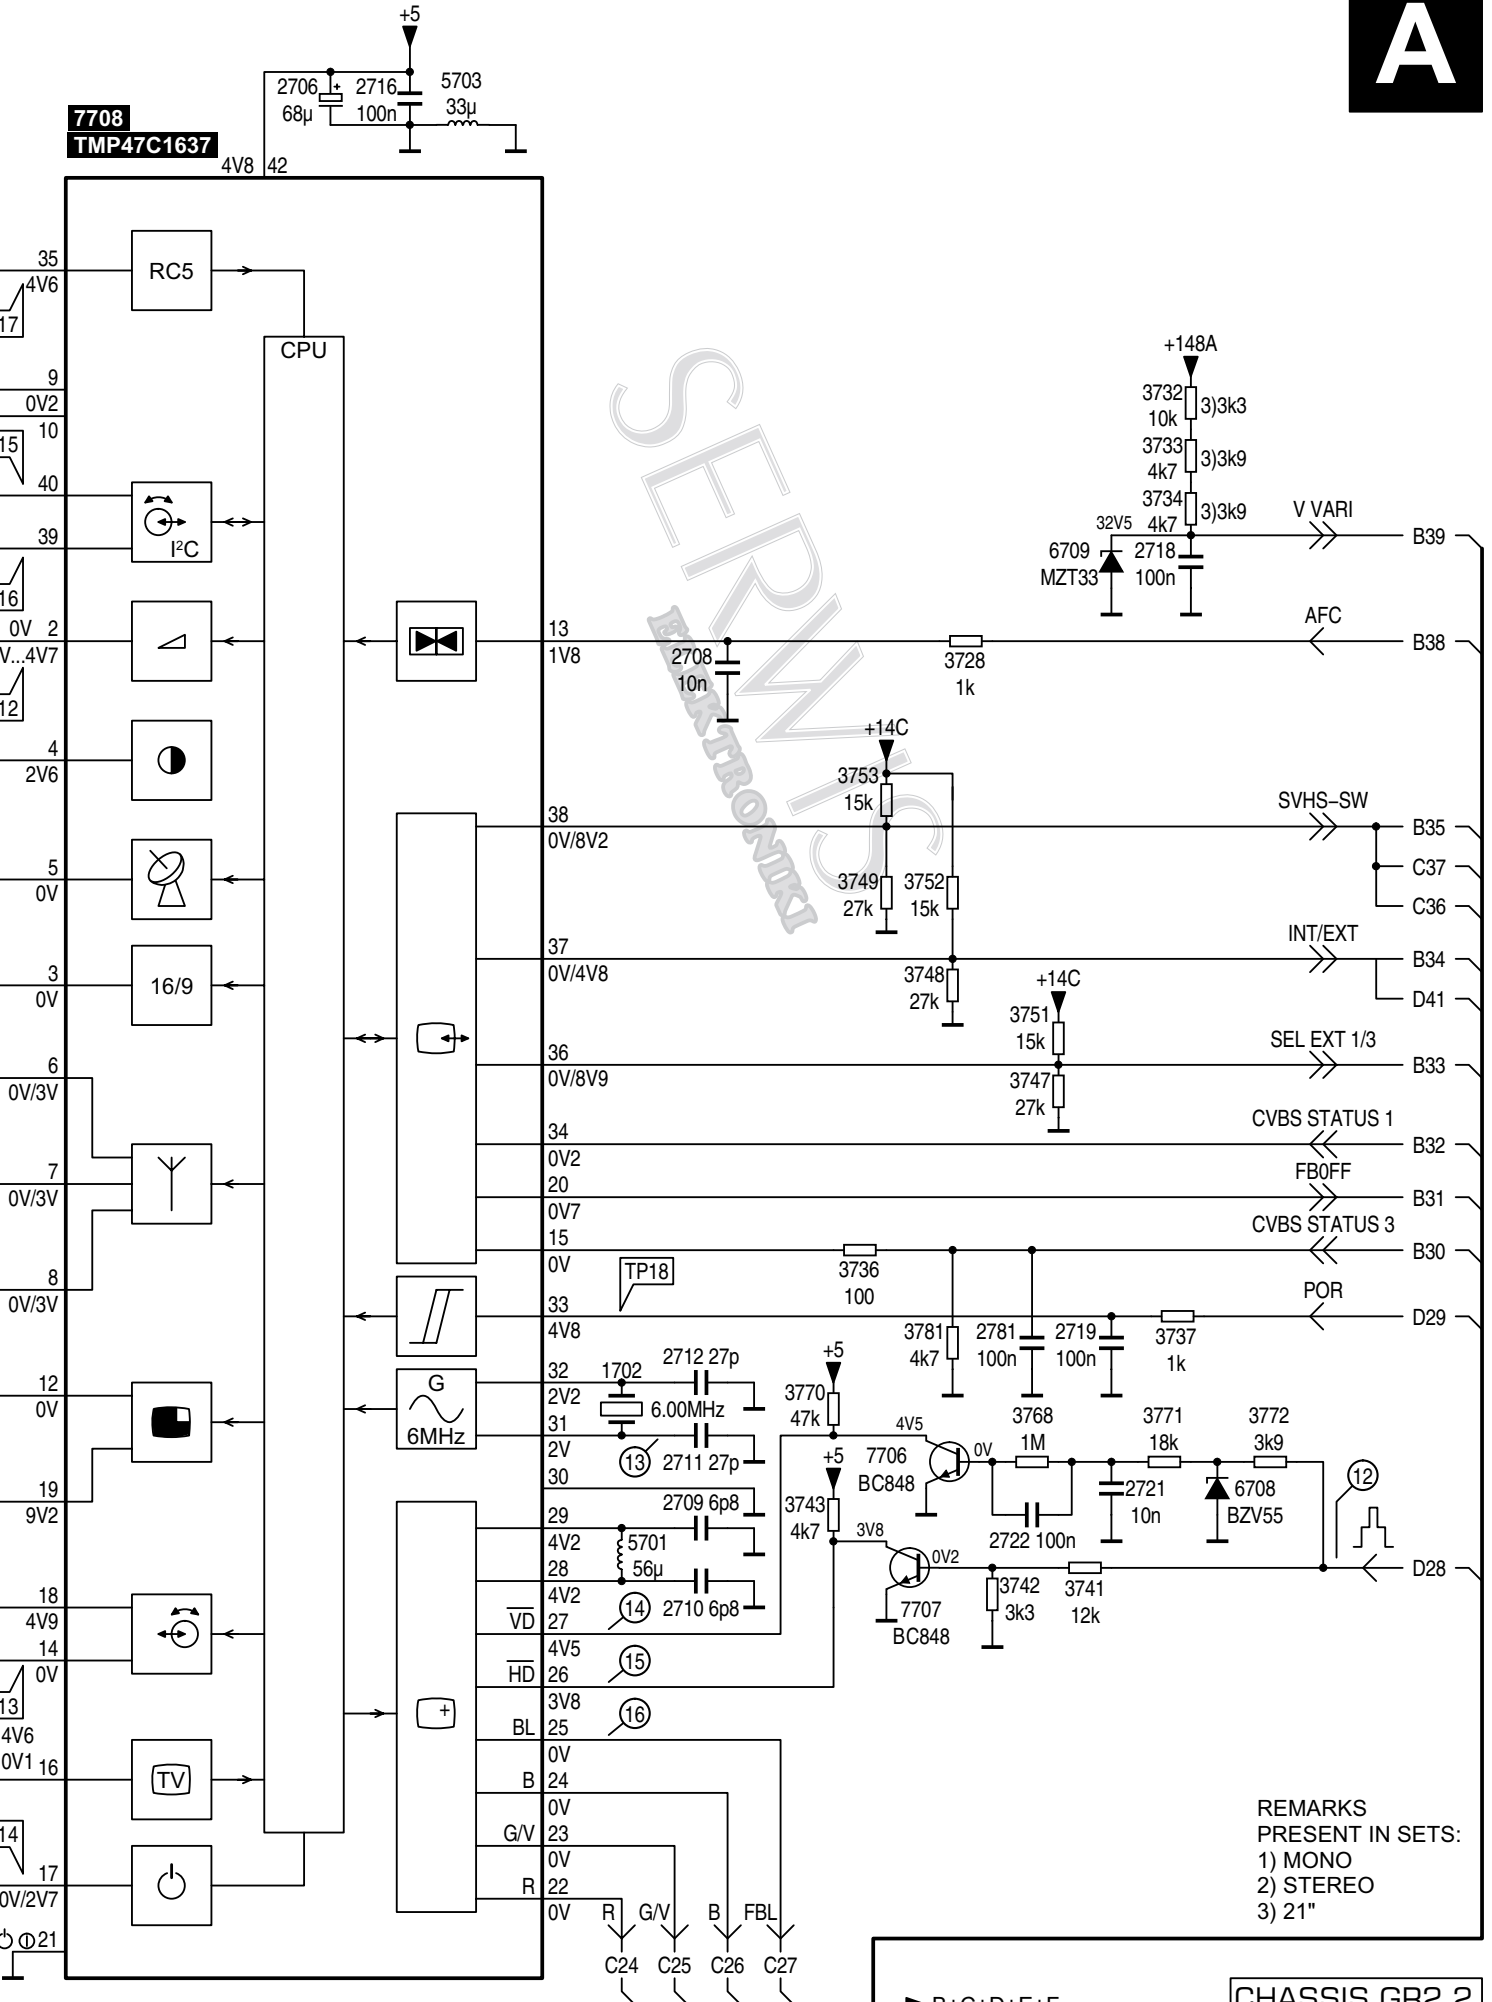 A
+5
2706
68µ
+
2716
100n
5703
33µ
7708
TMP47C1637
4V8 42
35
4V6
17
RC5
CPU
9
0V2
10
15
40
39
I²C
16
0V 2
V...4V7
12
4
2V6
5
0V
3
0V
16/9
6
0V/3V
7
0V/3V
8
0V/3V
12
0V
19
9V2
18
4V9
14
0V
13
4V6
0V1 16
TV
14
17
0V/2V7
21
SERWIS
ELEKTRONIKI
+148A
3732
10k
3)3k3
3733
4k7
3)3k9
3734
4k7
3)3k9
32V5
6709
MZT33
2718
100n
V VARI
B39
13
1V8
2708
10n
3728
1k
AFC
B38
+14C
3753
15k
38
0V/8V2
SVHS–SW
B35
C37
C36
3749
27k
3752
15k
37
0V/4V8
INT/EXT
B34
D41
3748
27k
+14C
3751
15k
36
0V/8V9
SEL EXT 1/3
B33
3747
27k
34
0V2
CVBS STATUS 1
B32
20
0V7
FB0FF
B31
15
0V
CVBS STATUS 3
B30
3736
100
TP18
33
4V8
POR
D29
3781
4k7
2781
100n
2719
100n
3737
1k
G
6MHz
32
2V2
1702
6.00MHz
2712 27p
31
2V
13
2711 27p
30
+5
3770
47k
4V5
7706
BC848
0V
3768
1M
3771
18k
3772
3k9
2722 100n
2721
10n
6708
BZV55
12
29
4V2
2709 6p8
5701
56µ
28
4V2
2710 6p8
+5
3743
4k7
3V8
0V2
7707
BC848
3742
3k3
3741
12k
D28
VD 27
4V5
14
HD 26
3V8
15
+
BL 25
0V
16
B 24
0V
G/V 23
0V
R 22
0V
R G/V B FBL
C24 C25 C26 C27
REMARKS
PRESENT IN SETS:
1) MONO
2) STEREO
3) 21"
CHASSIS GR2.2